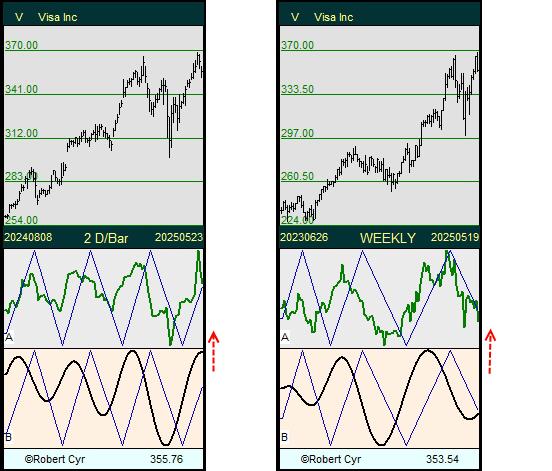 V Visa Inc
370.00
341.00
312.00
283.00
254.00
20240808 2 D/Bar 20250523
A
B
©Robert Cyr 355.76
V Visa Inc
370.00
333.50
297.00
260.50
224.00
20230626 WEEKLY 20250519
A
B
©Robert Cyr 353.54